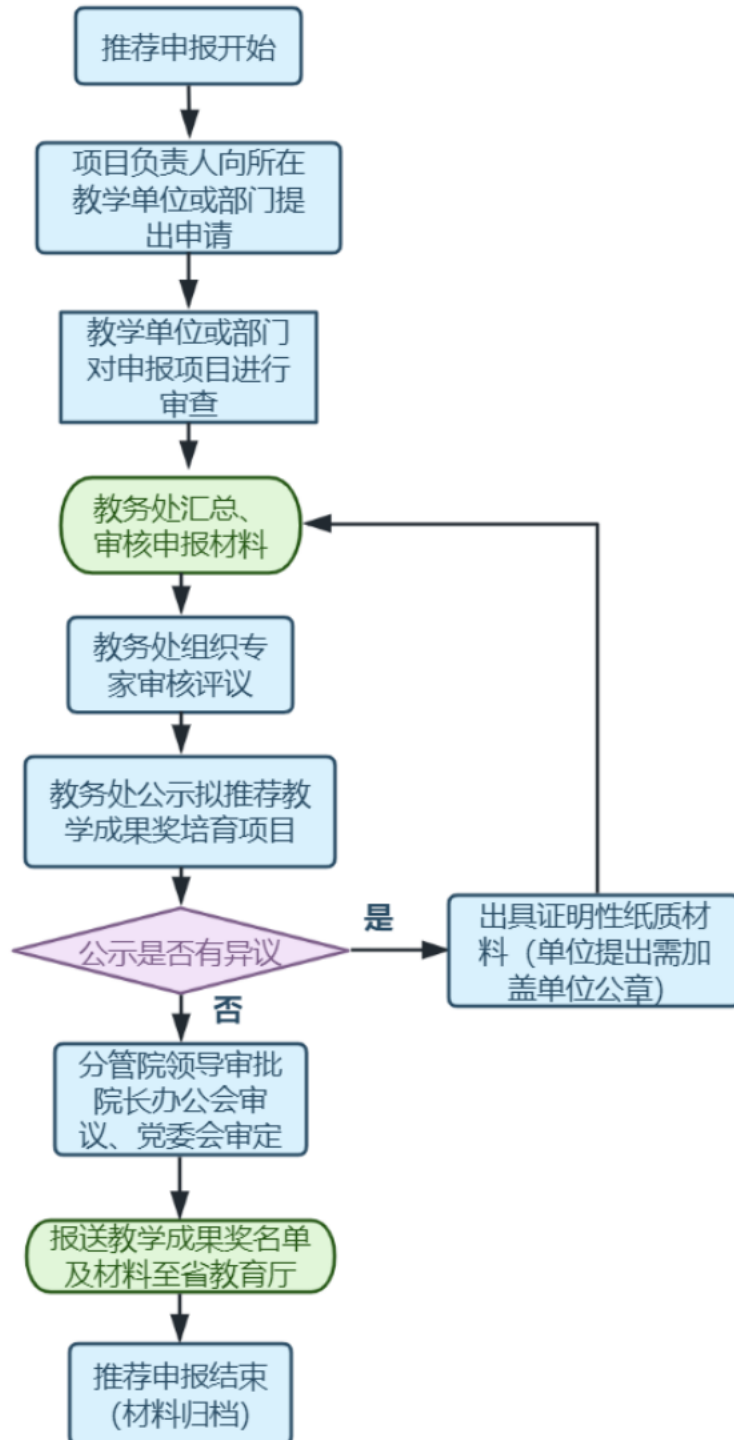 推荐申报开始
项目负责人向所在
教学单位或部门提
出申请
教学单位或部门
对申报项目进行
审查
教务处汇总、
审核申报材料
教务处组织专
家审核评议
教务处公示拟推荐教
学成果奖培育项目
公示是否有异议
是
出具证明性纸质材
料（单位提出需加
盖单位公章）
否
分管院领导审批
院长办公会审
议、党委会审定
报送教学成果奖名单
及材料至省教育厅
推荐申报结束
（材料归档）